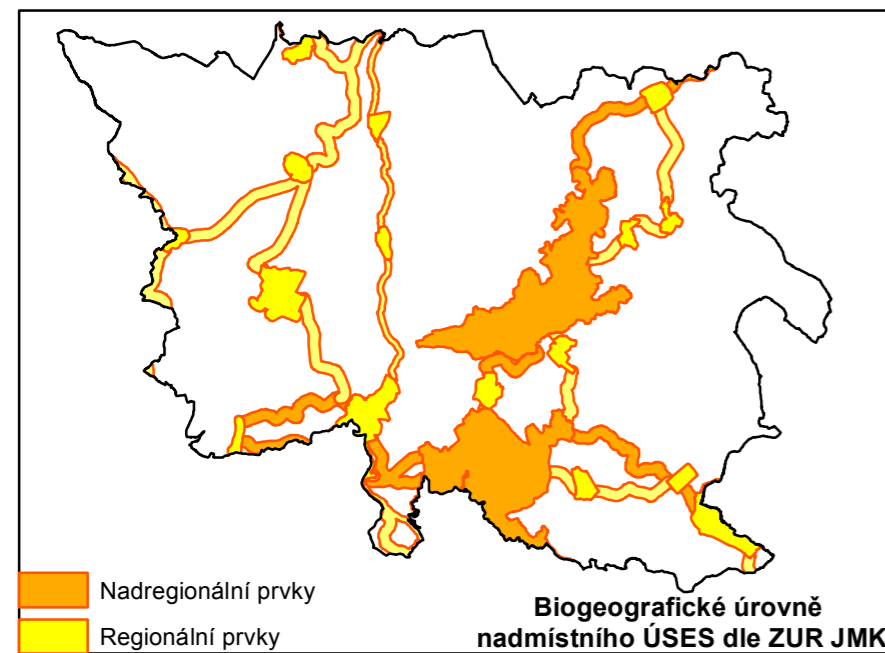 Nadregionální prvky
Regionální prvky
Biogeografické úrovně
nadmístního ÚSES dle ZUR JMK